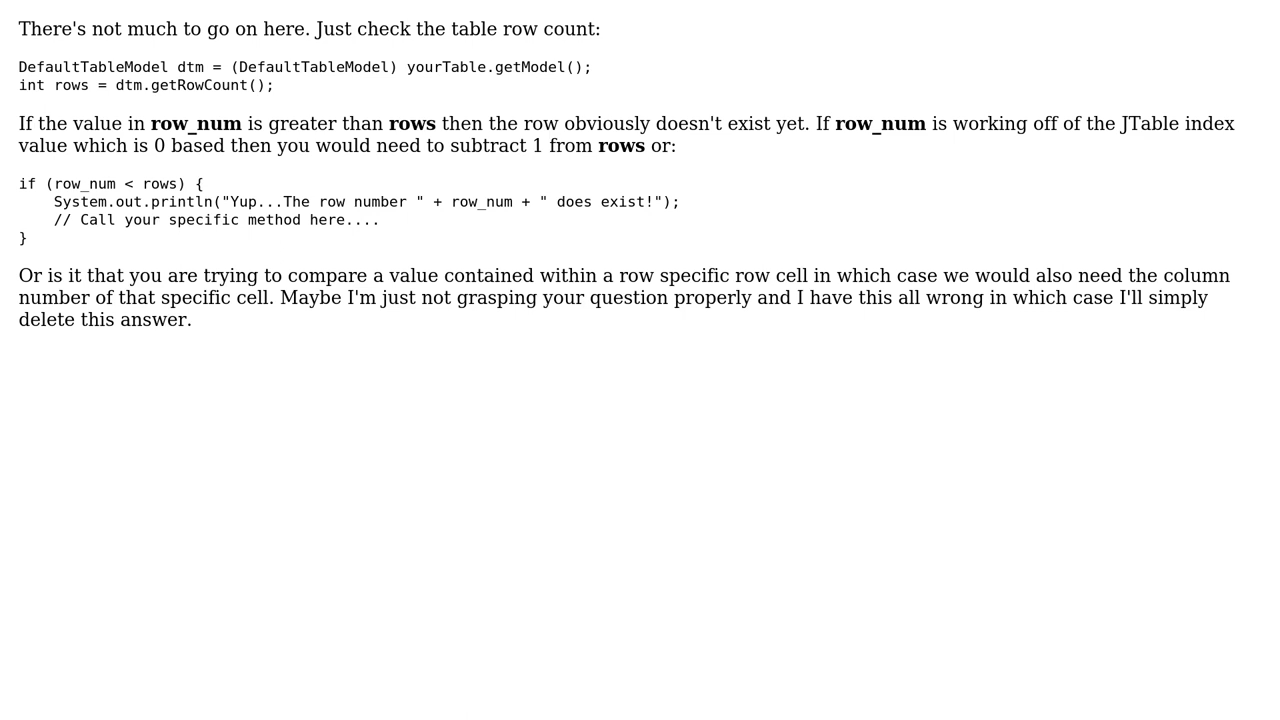 There's not much to go on here. Just check the table row count:
DefaultTableModel dtm = (DefaultTableModel) yourTable.getModel();
int rows = dtm.getRowCount();
If the value in row_num is greater than rows then the row obviously doesn't exist yet. If row_num is working off of the JTable index
value which is 0 based then you would need to subtract 1 from rows or:
if (row_num < rows) {
    System.out.println("Yup...The row number " + row_num + " does exist!");
    // Call your specific method here....
}
Or is it that you are trying to compare a value contained within a row specific row cell in which case we would also need the column
number of that specific cell. Maybe I'm just not grasping your question properly and I have this all wrong in which case I'll simply
delete this answer.